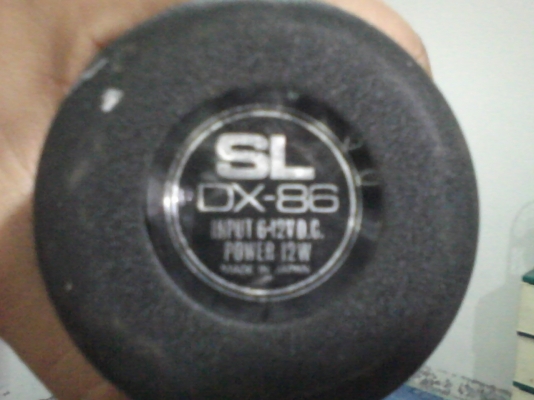 SL
DX-86
INPUT 6-12V D.C.
POWER 12W
MADE IN JAPAN